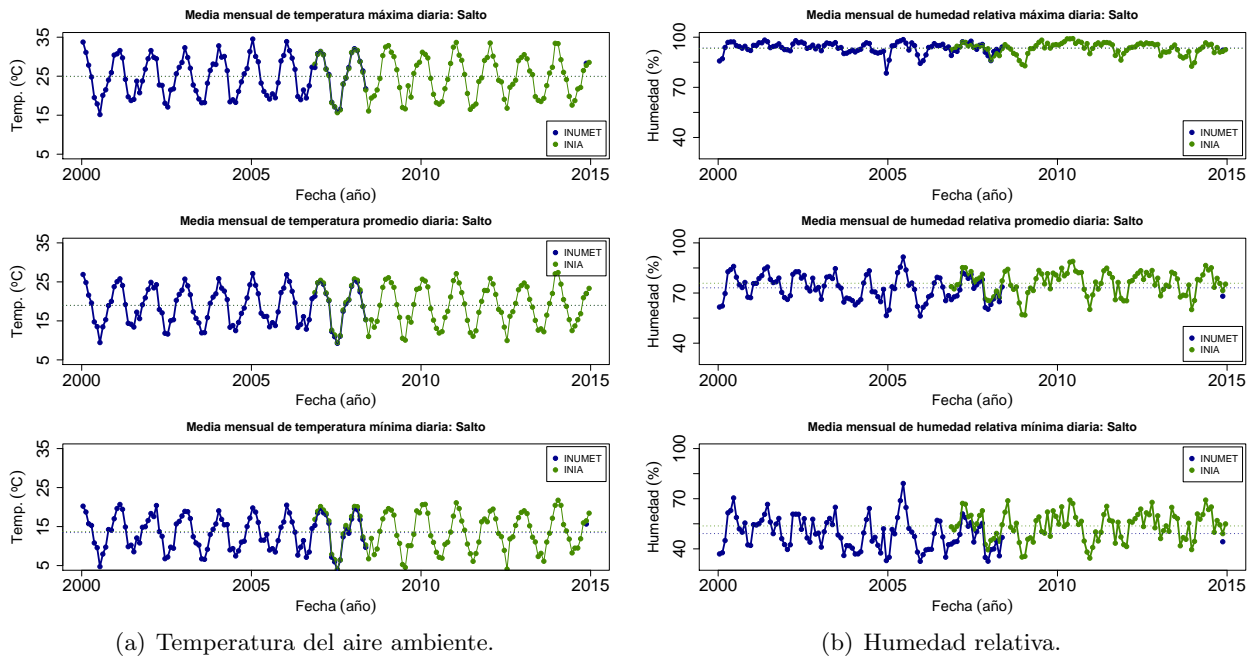 Media mensual de temperatura máxima diaria: Salto
Temp. (ºC)
35
25
15
5
INUMET
INIA
2000
2005
2010
2015
Fecha (año)
Media mensual de temperatura promedio diaria: Salto
Temp. (ºC)
35
25
15
5
INUMET
INIA
2000
2005
2010
2015
Fecha (año)
Media mensual de temperatura mínima diaria: Salto
Temp. (ºC)
35
25
15
5
INUMET
INIA
2000
2005
2010
2015
Fecha (año)
(a) Temperatura del aire ambiente.
Media mensual de humedad relativa máxima diaria: Salto
Humedad (%)
100
70
40
INUMET
INIA
2000
2005
2010
2015
Fecha (año)
Media mensual de humedad relativa promedio diaria: Salto
Humedad (%)
100
70
40
INUMET
INIA
2000
2005
2010
2015
Fecha (año)
Media mensual de humedad relativa mínima diaria: Salto
Humedad (%)
100
70
40
INUMET
INIA
2000
2005
2010
2015
Fecha (año)
(b) Humedad relativa.